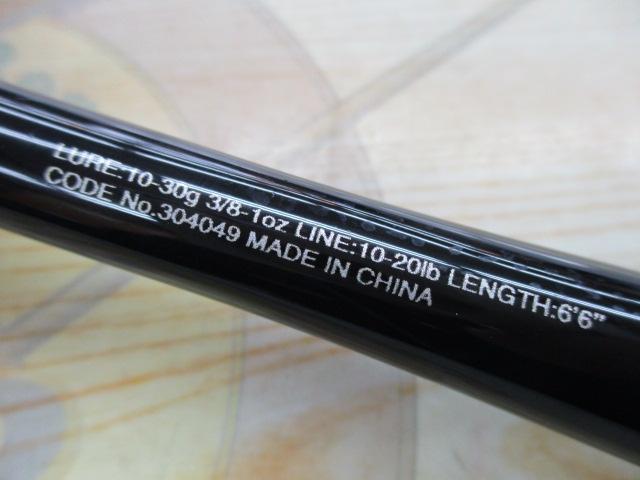 LURE:10-30g 3/8-1oz LINE:10-20lb LENGTH:6'6"
CODE No.304049 MADE IN CHINA